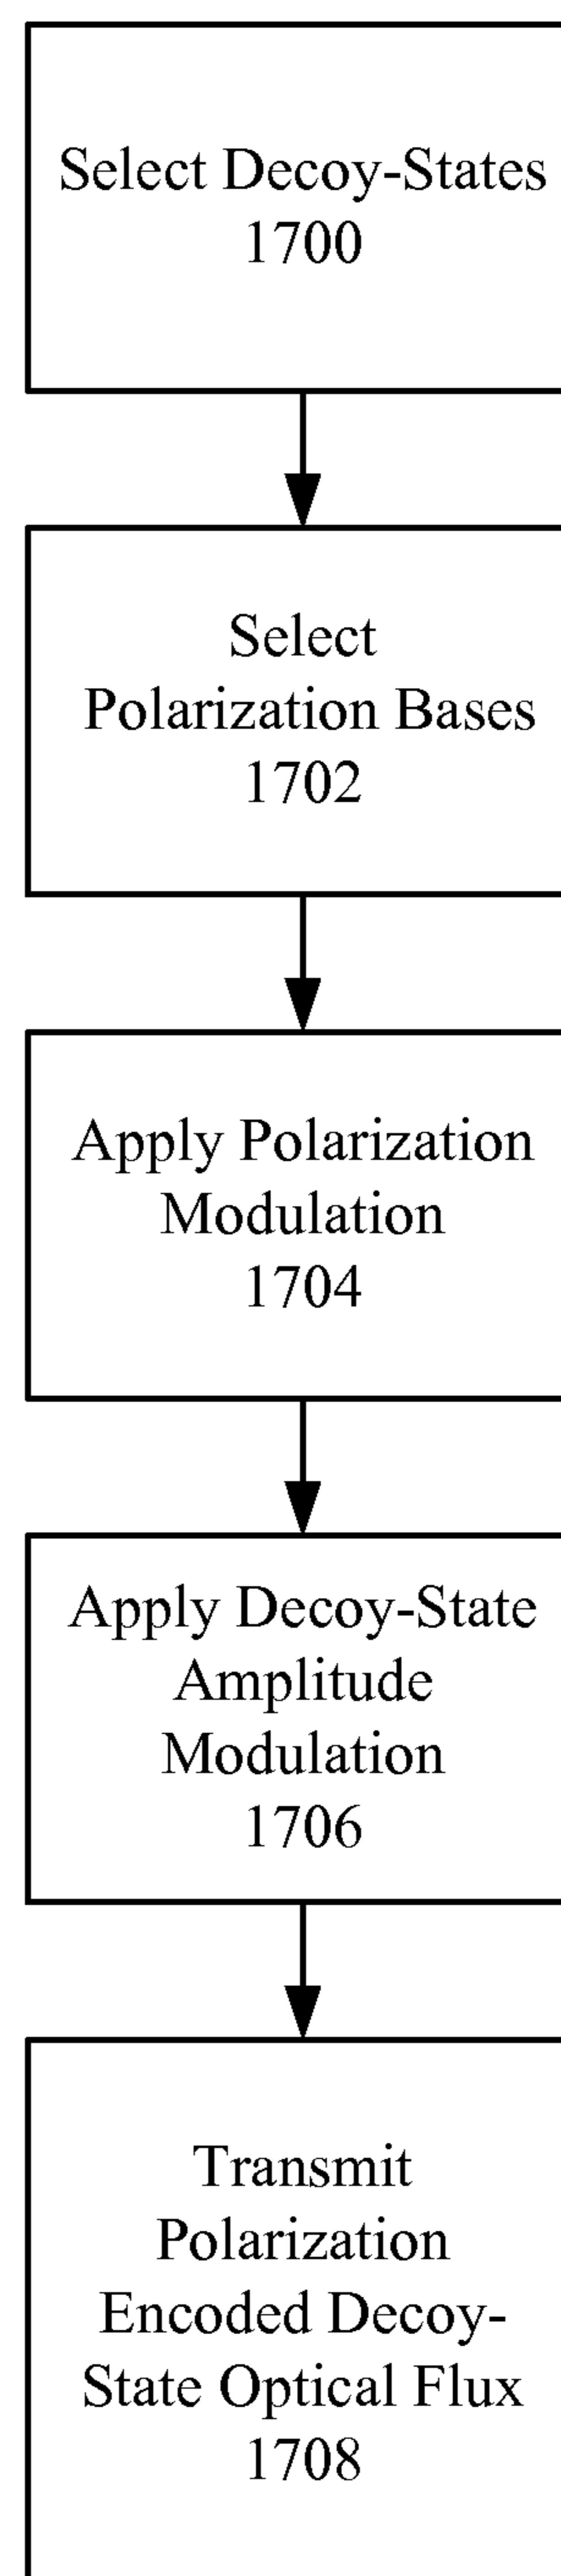 Select Decoy-States
1700
Select
Polarization Bases
1702
Apply Polarization
Modulation
1704
Apply Decoy-State
Amplitude
Modulation
1706
Transmit
Polarization
Encoded Decoy-
State Optical Flux
1708